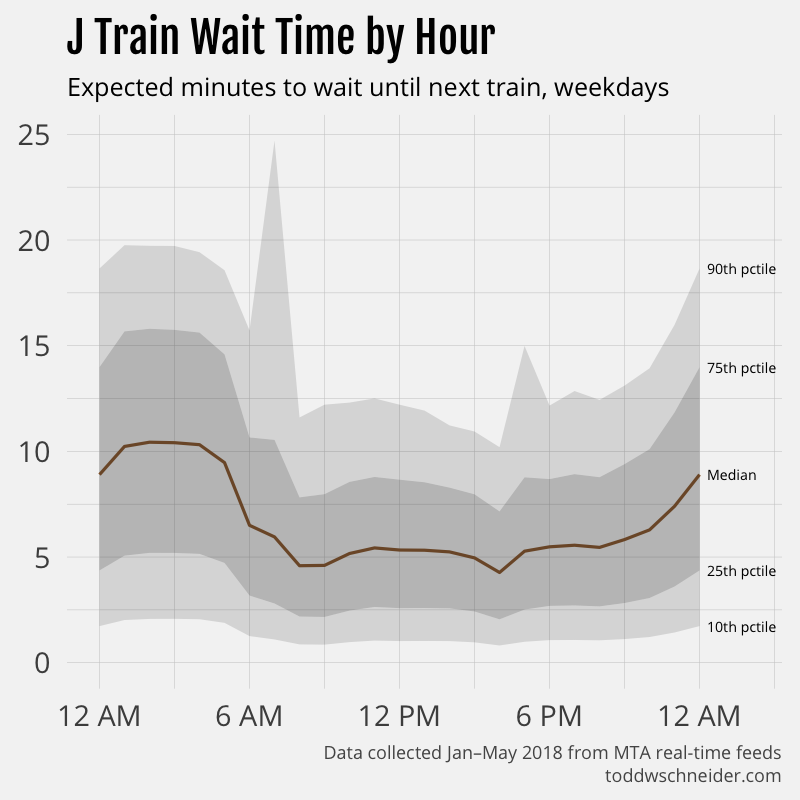 J Train Wait Time by Hour
Expected minutes to wait until next train, weekdays
25
20
15
10
5
0
90th pctile
75th pctile
Median
25th pctile
10th pctile
12 AM 6 AM 12 PM 6 PM 12 AM
Data collected Jan–May 2018 from MTA real-time feeds
toddwschneider.com